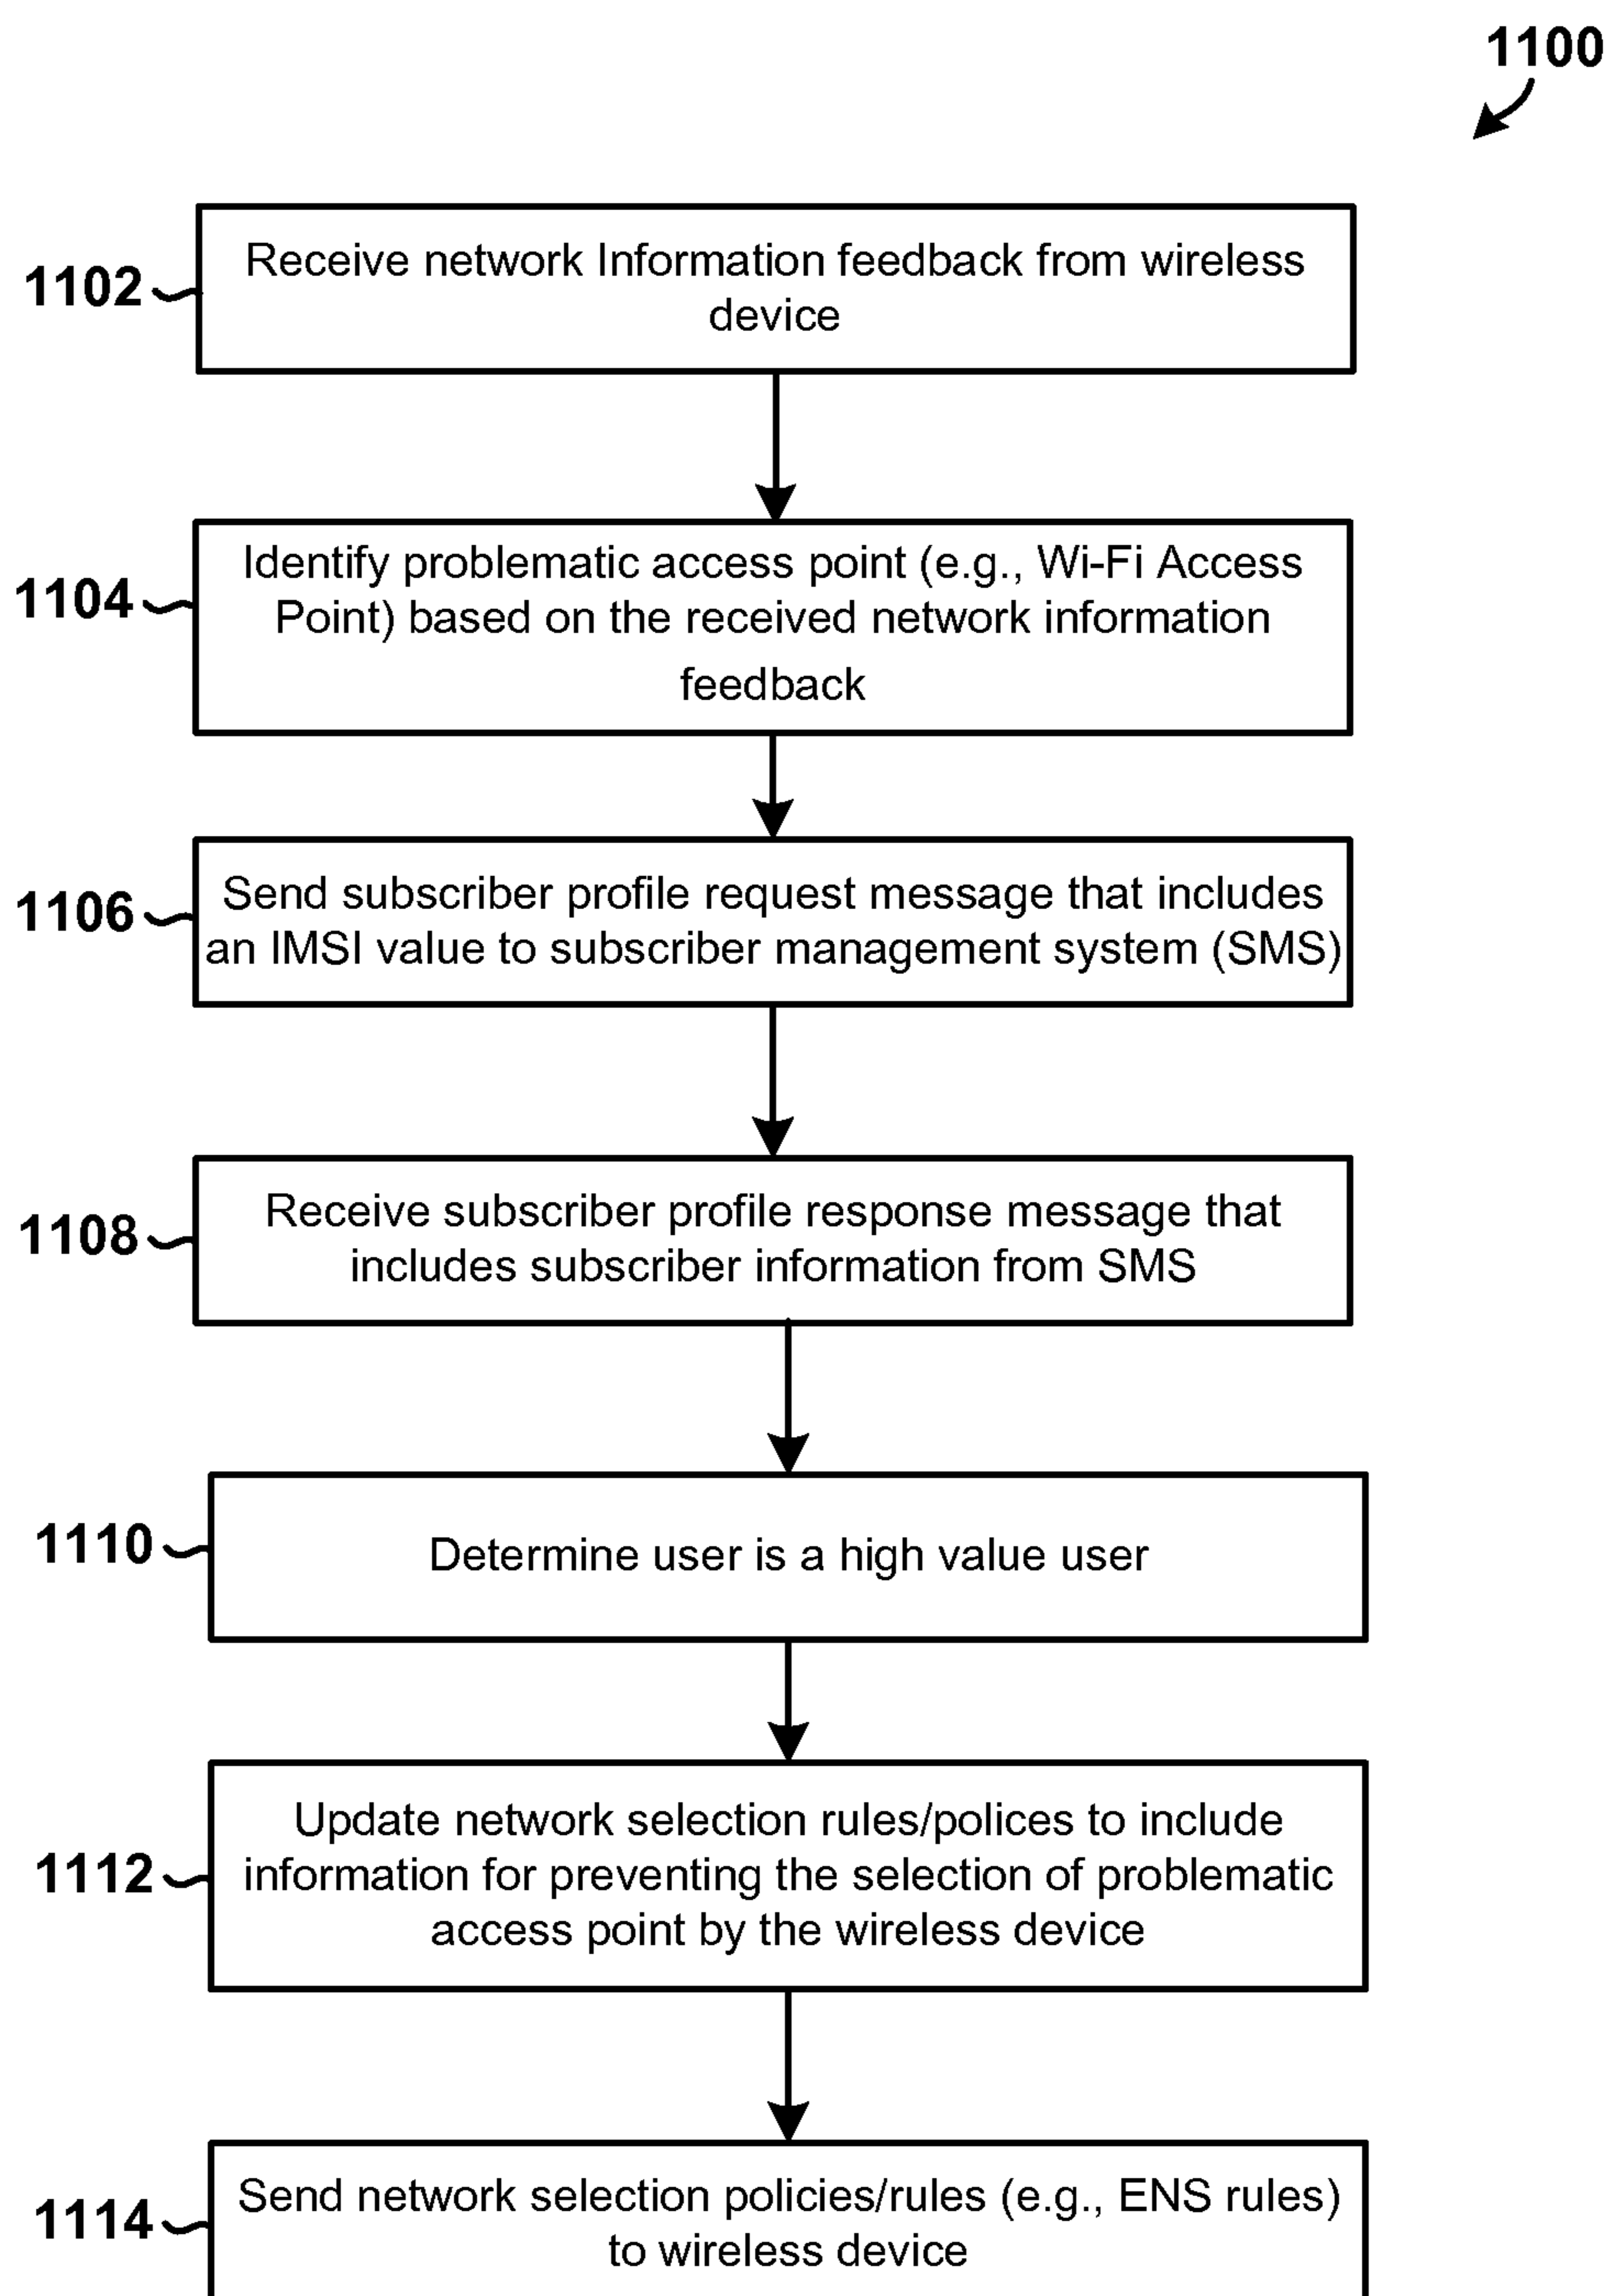 1100
1102
Receive network Information feedback from wireless
device
1104
Identify problematic access point (e.g., Wi-Fi Access
Point) based on the received network information
feedback
1106
Send subscriber profile request message that includes
an IMSI value to subscriber management system (SMS)
1108
Receive subscriber profile response message that
includes subscriber information from SMS
1110
Determine user is a high value user
1112
Update network selection rules/polices to include
information for preventing the selection of problematic
access point by the wireless device
1114
Send network selection policies/rules (e.g., ENS rules)
to wireless device